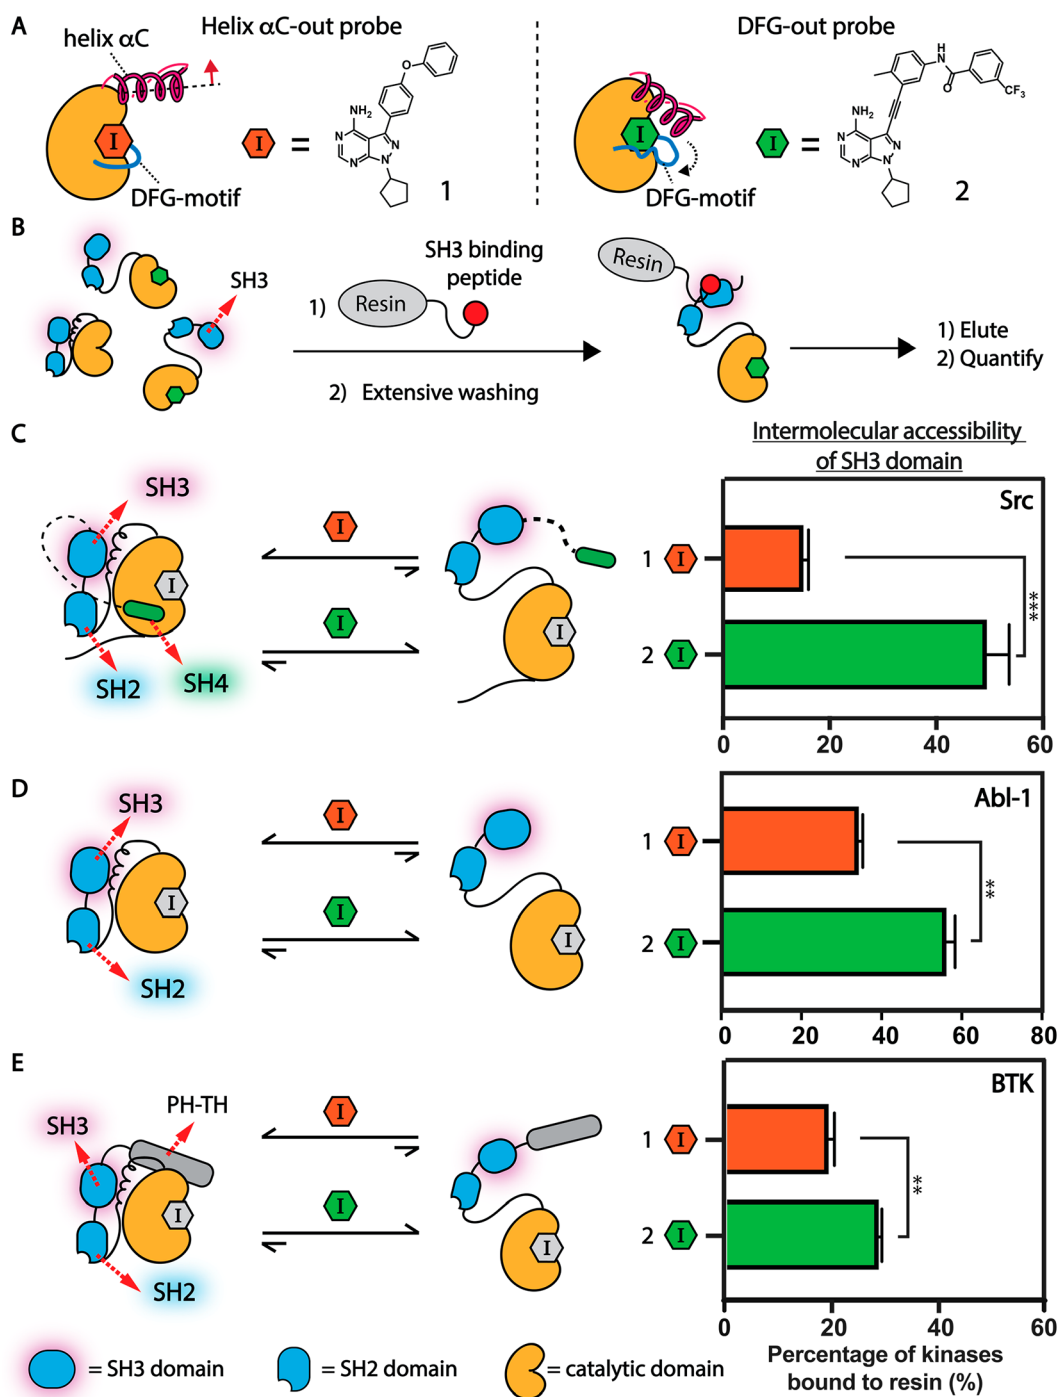 A
Helix αC-out probe
DFG-out probe
helix αC
I
I
=
O
NH2
N
N
N
N
1
DFG-motif
I
I
=
H
N
O
CF3
NH2
N
N
N
N
2
DFG-motif
B
SH3
SH3 binding
peptide
1)
Resin
2) Extensive washing
Resin
1) Elute
2) Quantify
C
Intermolecular accessibility
of SH3 domain
SH3
I
SH2
SH4
I
I
I
Src
1 I
2 I
***
0 20 40 60
D
SH3
I
SH2
I
I
I
Abl-1
1 I
2 I
**
0 20 40 60 80
E
SH3
PH-TH
I
SH2
I
I
I
BTK
1 I
2 I
**
0 20 40 60
Percentage of kinases
bound to resin (%)
= SH3 domain
= SH2 domain
= catalytic domain